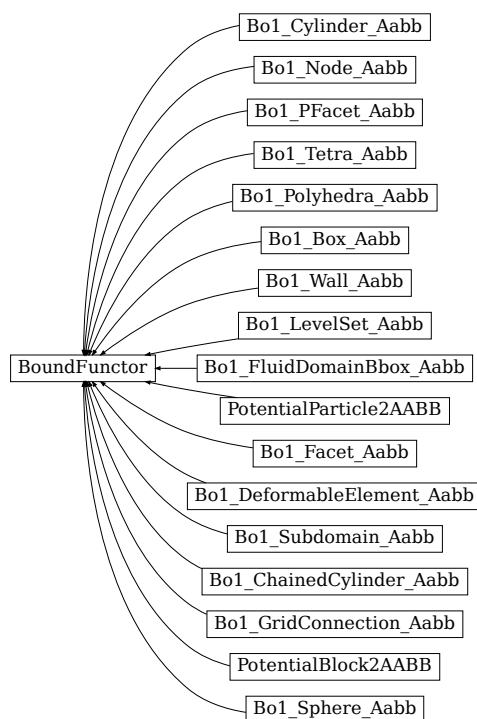 Bo1_Cylinder_Aabb
Bo1_Node_Aabb
Bo1_PFacet_Aabb
Bo1_Tetra_Aabb
Bo1_Polyhedra_Aabb
Bo1_Box_Aabb
Bo1_Wall_Aabb
Bo1_LevelSet_Aabb
BoundFunctor
Bo1_FluidDomainBbox_Aabb
PotentialParticle2AABB
Bo1_Facet_Aabb
Bo1_DeformableElement_Aabb
Bo1_Subdomain_Aabb
Bo1_ChainedCylinder_Aabb
Bo1_GridConnection_Aabb
PotentialBlock2AABB
Bo1_Sphere_Aabb